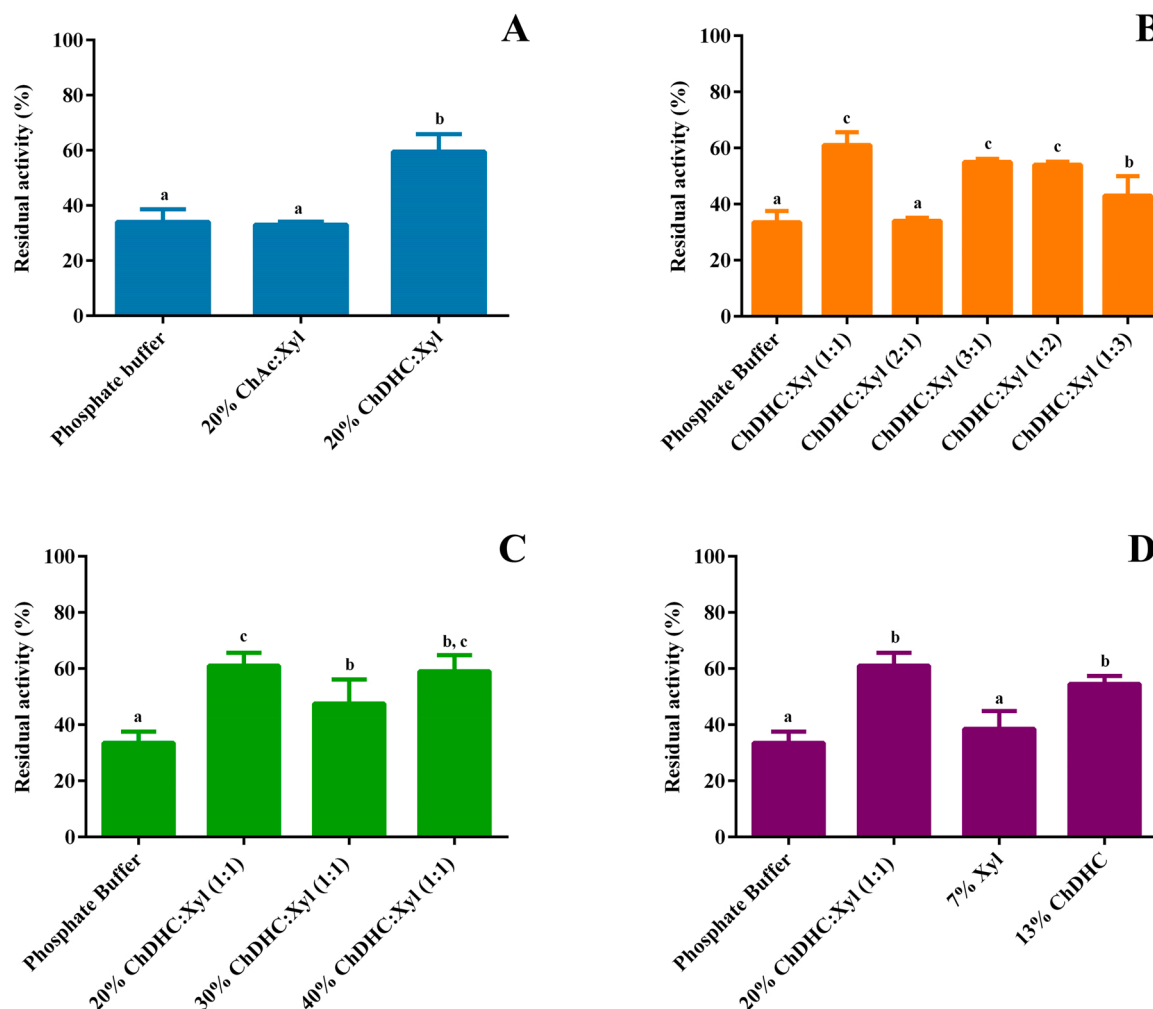 A
Residual activity (%)
100
80
60
40
20
0
a
a
b
Phosphate buffer
20% ChAc:Xyl
20% ChDHC:Xyl
B
Residual activity (%)
100
80
60
40
20
0
a
c
a
c
c
b
Phosphate Buffer
ChDHC:Xyl (1:1)
ChDHC:Xyl (2:1)
ChDHC:Xyl (3:1)
ChDHC:Xyl (1:2)
ChDHC:Xyl (1:3)
C
Residual activity (%)
100
80
60
40
20
0
a
c
b
b, c
Phosphate Buffer
20% ChDHC:Xyl (1:1)
30% ChDHC:Xyl (1:1)
40% ChDHC:Xyl (1:1)
D
Residual activity (%)
100
80
60
40
20
0
a
b
a
b
Phosphate Buffer
20% ChDHC:Xyl (1:1)
7% Xyl
13% ChDHC